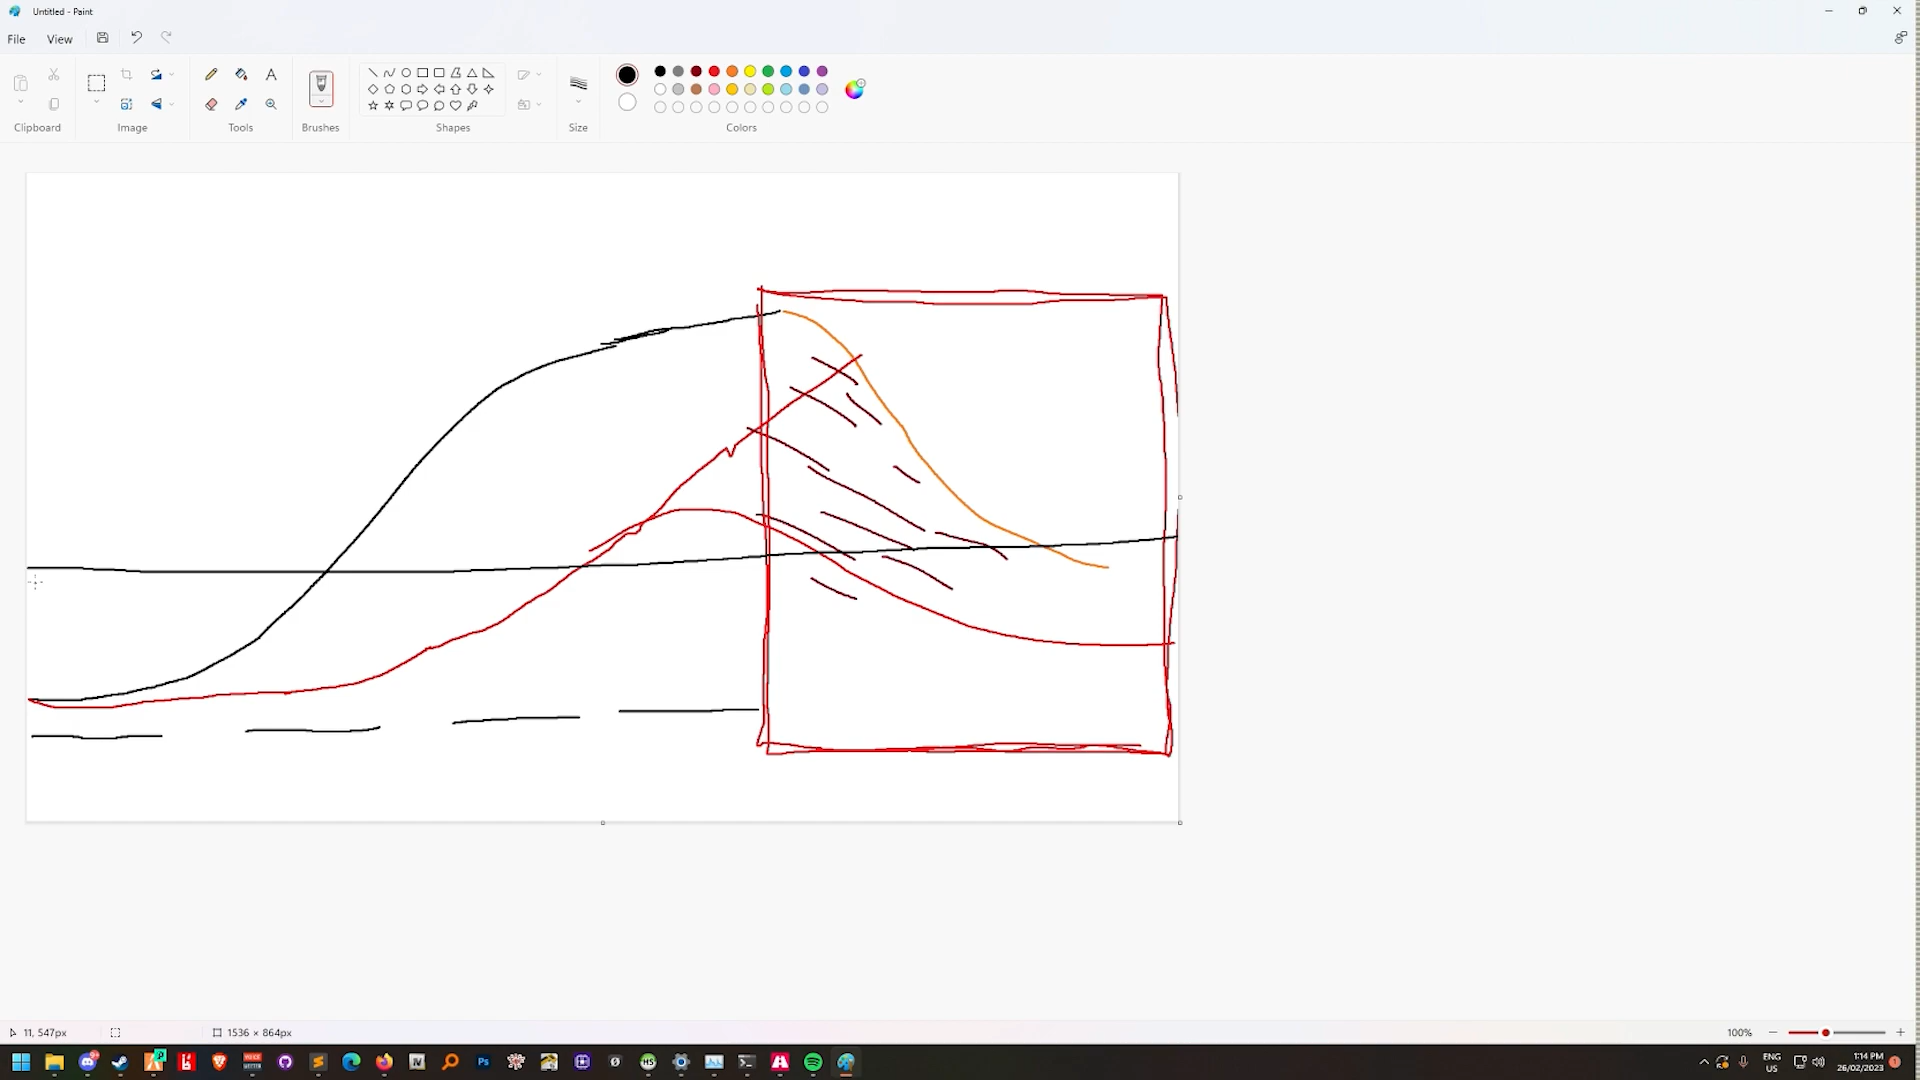 Untitled - Paint
File View
A
Clipboard Image Tools Brushes Shapes Size Colors
11, 547px 1536 × 864px 100%
ENG 1:14 PM
US 26/02/2023 1